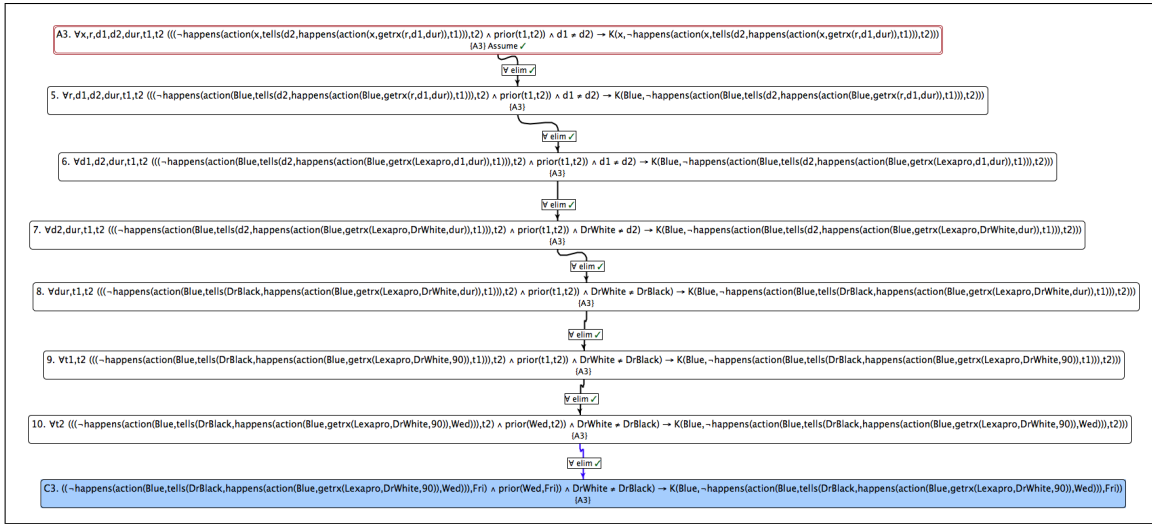 A3. ∀x,r,d1,d2,dur,t1,t2 (((¬happens(action(x,tells(d2,happens(action(x,getrx(r,d1,dur)),t1))),t2) ∧ prior(t1,t2)) ∧ d1 ≠ d2) → K(x,¬happens(action(x,tells(d2,happens(action(x,getrx(r,d1,dur)),t1))),t2)))
{A3} Assume ✓
∀ elim ✓
5. ∀r,d1,d2,dur,t1,t2 (((¬happens(action(Blue,tells(d2,happens(action(Blue,getrx(r,d1,dur)),t1))),t2) ∧ prior(t1,t2)) ∧ d1 ≠ d2) → K(Blue,¬happens(action(Blue,tells(d2,happens(action(Blue,getrx(r,d1,dur)),t1))),t2)))
{A3}
∀ elim ✓
6. ∀d1,d2,dur,t1,t2 (((¬happens(action(Blue,tells(d2,happens(action(Blue,getrx(Lexapro,d1,dur)),t1))),t2) ∧ prior(t1,t2)) ∧ d1 ≠ d2) → K(Blue,¬happens(action(Blue,tells(d2,happens(action(Blue,getrx(Lexapro,d1,dur)),t1))),t2)))
{A3}
∀ elim ✓
7. ∀d2,dur,t1,t2 (((¬happens(action(Blue,tells(d2,happens(action(Blue,getrx(Lexapro,DrWhite,dur)),t1))),t2) ∧ prior(t1,t2)) ∧ DrWhite ≠ d2) → K(Blue,¬happens(action(Blue,tells(d2,happens(action(Blue,getrx(Lexapro,DrWhite,dur)),t1))),t2)))
{A3}
∀ elim ✓
8. ∀dur,t1,t2 (((¬happens(action(Blue,tells(DrBlack,happens(action(Blue,getrx(Lexapro,DrWhite,dur)),t1))),t2) ∧ prior(t1,t2)) ∧ DrWhite ≠ DrBlack) → K(Blue,¬happens(action(Blue,tells(DrBlack,happens(action(Blue,getrx(Lexapro,DrWhite,dur)),t1))),t2)))
{A3}
∀ elim ✓
9. ∀t1,t2 (((¬happens(action(Blue,tells(DrBlack,happens(action(Blue,getrx(Lexapro,DrWhite,90)),t1))),t2) ∧ prior(t1,t2)) ∧ DrWhite ≠ DrBlack) → K(Blue,¬happens(action(Blue,tells(DrBlack,happens(action(Blue,getrx(Lexapro,DrWhite,90)),t1))),t2)))
{A3}
∀ elim ✓
10. ∀t2 (((¬happens(action(Blue,tells(DrBlack,happens(action(Blue,getrx(Lexapro,DrWhite,90)),Wed))),t2) ∧ prior(Wed,t2)) ∧ DrWhite ≠ DrBlack) → K(Blue,¬happens(action(Blue,tells(DrBlack,happens(action(Blue,getrx(Lexapro,DrWhite,90)),Wed))),t2)))
{A3}
∀ elim ✓
C3. ((¬happens(action(Blue,tells(DrBlack,happens(action(Blue,getrx(Lexapro,DrWhite,90)),Wed))),Fri) ∧ prior(Wed,Fri)) ∧ DrWhite ≠ DrBlack) → K(Blue,¬happens(action(Blue,tells(DrBlack,happens(action(Blue,getrx(Lexapro,DrWhite,90)),Wed))),Fri))
{A3}